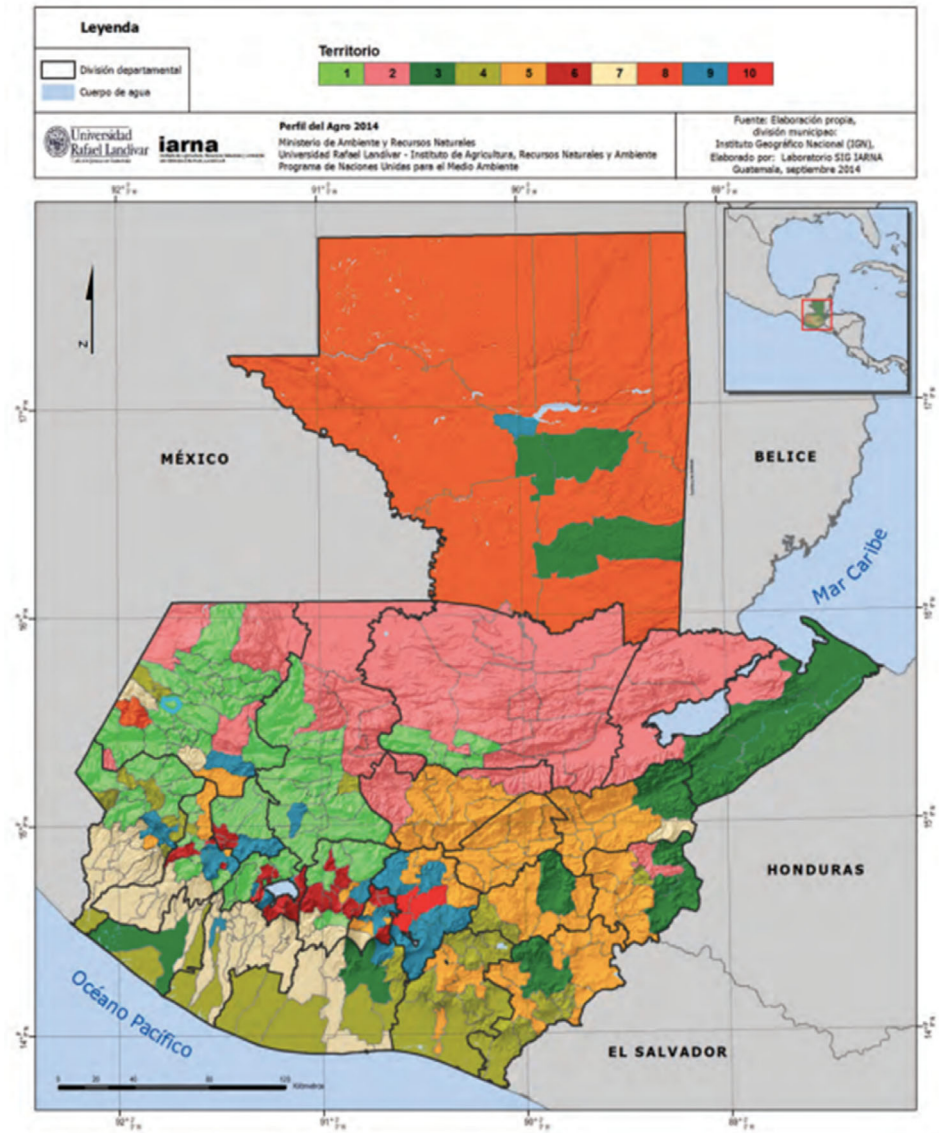 Leyenda
División departamental
Cuerpo de agua
Territorio
1 2 3 4 5 6 7 8 9 10
Universidad
Rafael Landívar
iarna
Perfil del Agro 2014
Ministerio de Ambiente y Recursos Naturales
Universidad Rafael Landívar - Instituto de Agricultura, Recursos Naturales y Ambiente
Programa de Naciones Unidas para el Medio Ambiente
Fuente: Elaboración propia,
división municipao:
Instituto Geográfico Nacional (IGN),
Elaborado por: Laboratorio SIG IARNA
Guatemala, septiembre 2014
N
MÉXICO
BELICE
Mar Caribe
HONDURAS
Océano Pacífico
EL SALVADOR
Kilómetros